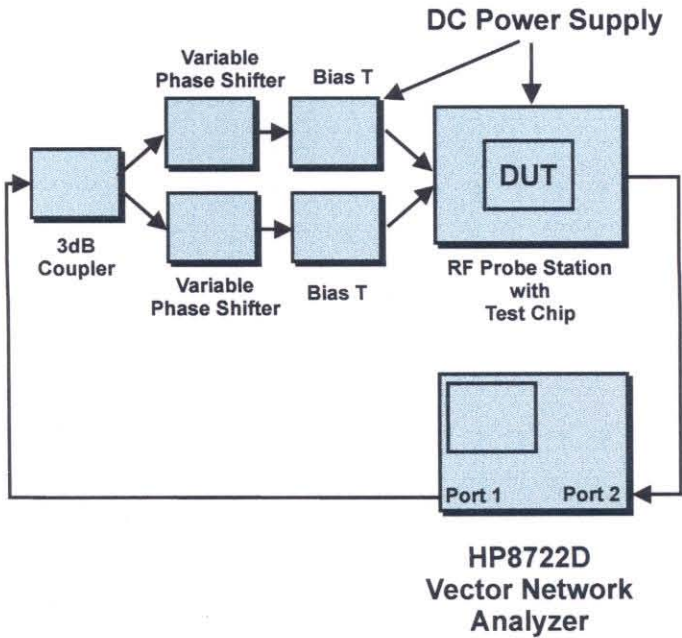 DC Power Supply
Variable
Phase Shifter
Bias T
DUT
3dB
Coupler
Variable
Phase Shifter
Bias T
RF Probe Station
with
Test Chip
Port 1
Port 2
HP8722D
Vector Network
Analyzer